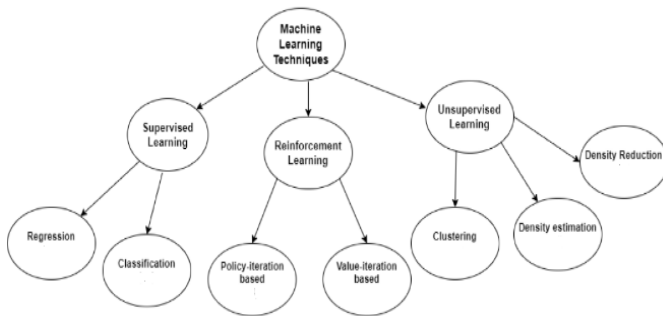 Machine
Learning
Techniques
Supervised
Learning
Reinforcement
Learning
Unsupervised
Learning
Density Reduction
Regression
Classification
Policy-iteration
based
Value-iteration
based
Clustering
Density estimation